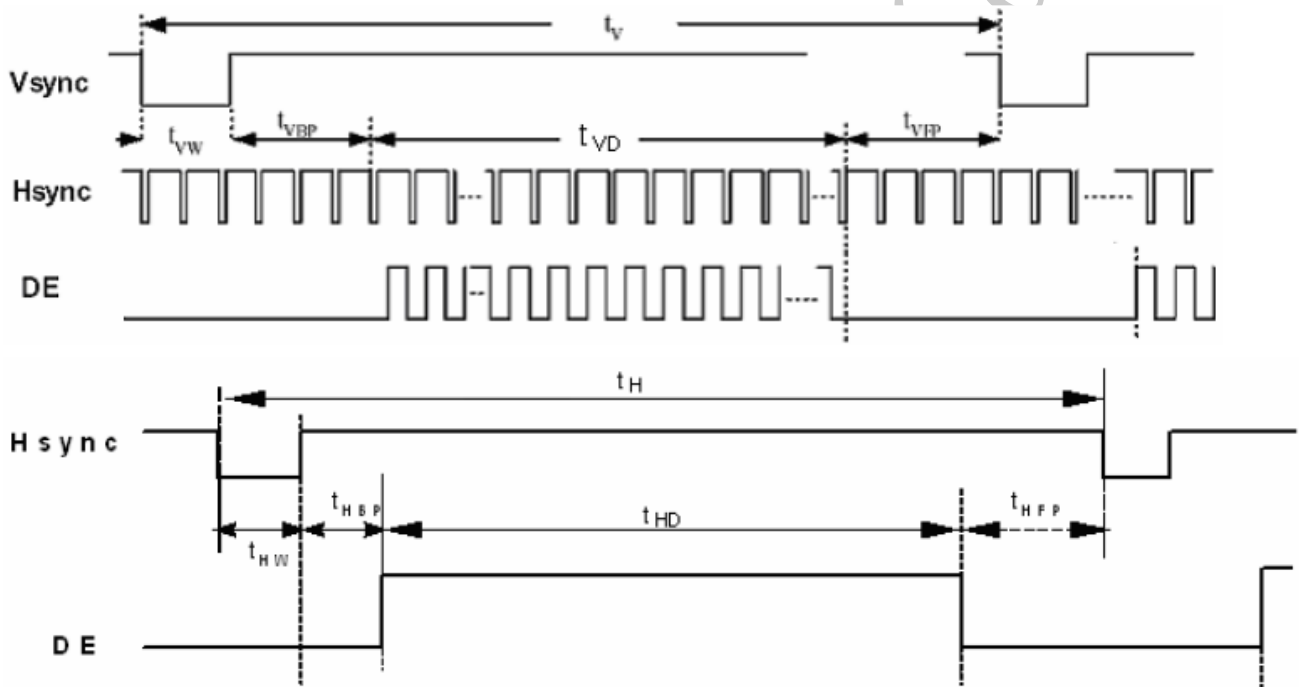 tV
Vsync
tVW tVBP tVD tVFP
Hsync
DE
tH
Hsync
tHW tHBP tHD tHFP
DE